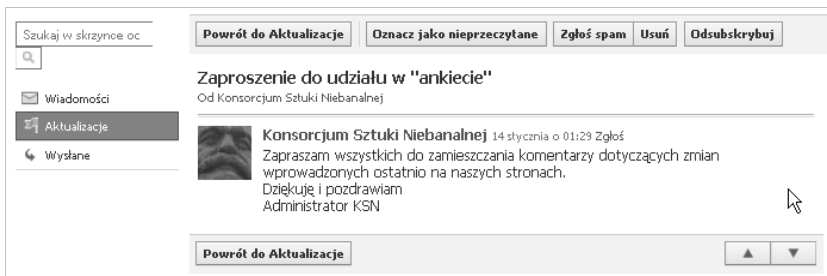 Szukaj w skrzynce oc
Wiadomości
Aktualizacje
Wysłane
Powrót do Aktualizacje Oznacz jako nieprzeczytane Zgłoś spam Usuń Odsubskrybuj
Zaproszenie do udziału w "ankiecie"
Od Konsorcjum Sztuki Niebanalnej
Konsorcjum Sztuki Niebanalnej 14 stycznia o 01:29 Zgłoś
Zapraszam wszystkich do zamieszczania komentarzy dotyczących zmian
wprowadzonych ostatnio na naszych stronach.
Dziękuję i pozdrawiam
Administrator KSN
Powrót do Aktualizacje